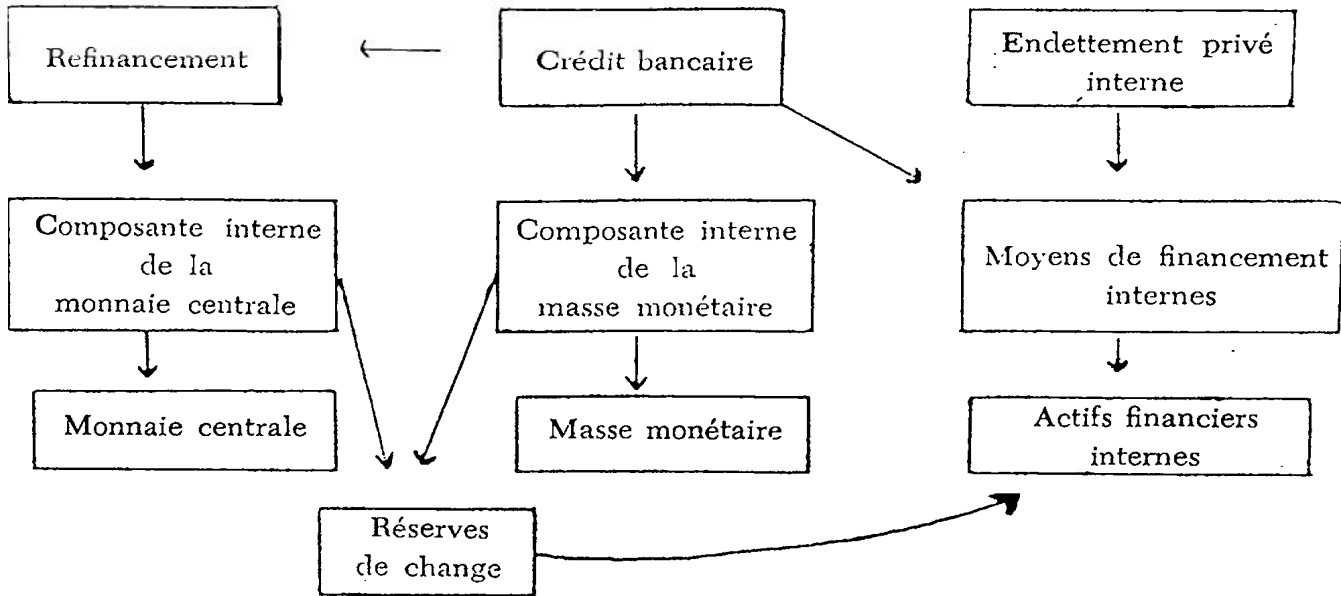 Refinancement
Crédit bancaire
Endettement privé
interne
Composante interne
de la
monnaie centrale
Composante interne
de la
masse monétaire
Moyens de financement
internes
Monnaie centrale
Masse monétaire
Actifs financiers
internes
Réserves
de change